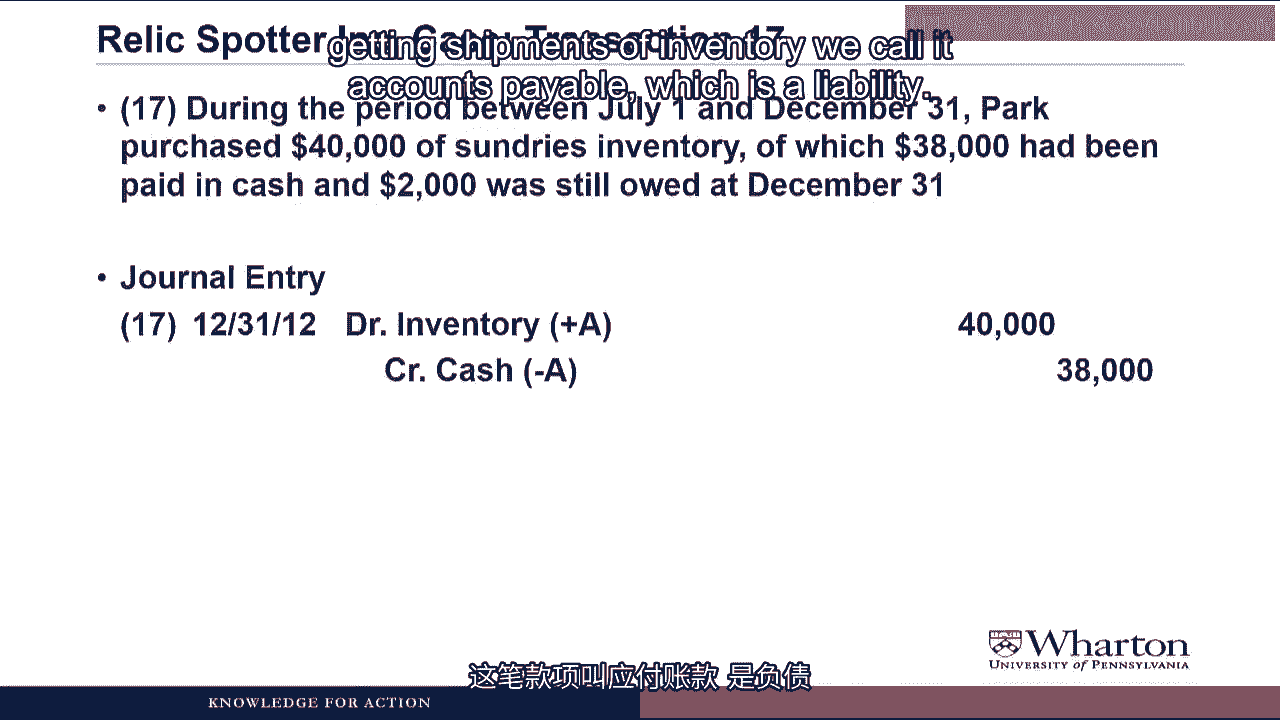 Relic Spotter Inc. Case: Transaction 17
getting shipments of inventory we call it
accounts payable, which is a liability.
• (17) During the period between July 1 and December 31, Park
purchased $40,000 of sundries inventory, of which $38,000 had been
paid in cash and $2,000 was still owed at December 31
• Journal Entry
(17) 12/31/12 Dr. Inventory (+A) 40,000
Cr. Cash (-A) 38,000
Wharton
UNIVERSITY of PENNSYLVANIA
这笔款项叫应付账款 是负债
KNOWLEDGE FOR ACTION